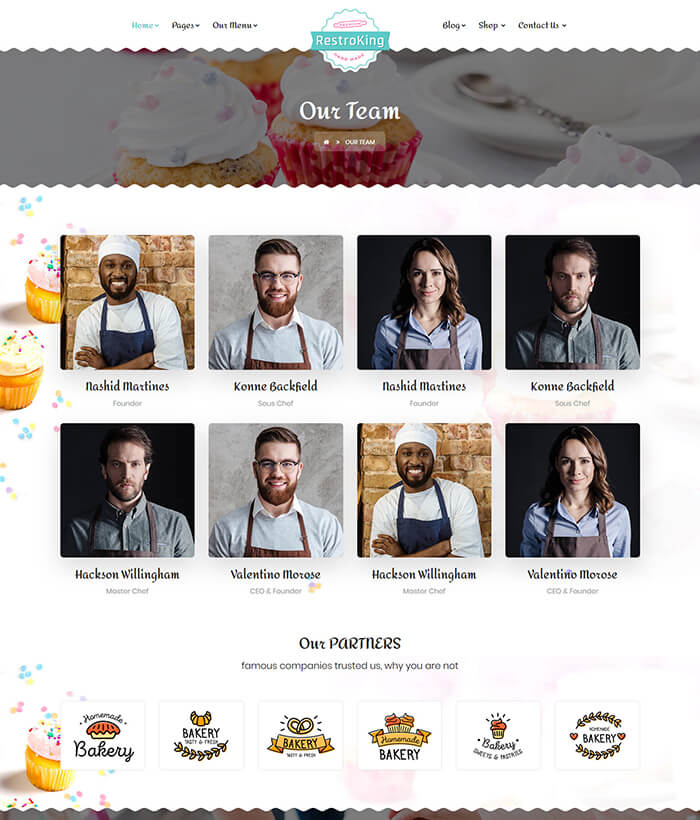 Home Pages Our Menu
Blog Shop Contact Us
PREMIUM
RestroKing
HAND MADE
Our Team
> OUR TEAM
Nashid Martines
Founder
Konne Backfield
Sous Chef
Nashid Martines
Founder
Konne Backfield
Sous Chef
Hackson Willingham
Master Chef
Valentino Morose
CEO & Founder
Hackson Willingham
Master Chef
Valentino Morose
CEO & Founder
Our PARTNERS
famous companies trusted us, why you are not
Homemade
Bakery
BAKERY
TASTY & FRESH
BAKERY
TASTY & FRESH
Homemade
BAKERY
Bakery
SWEETS & PASTRIES
HOMEMADE
BAKERY